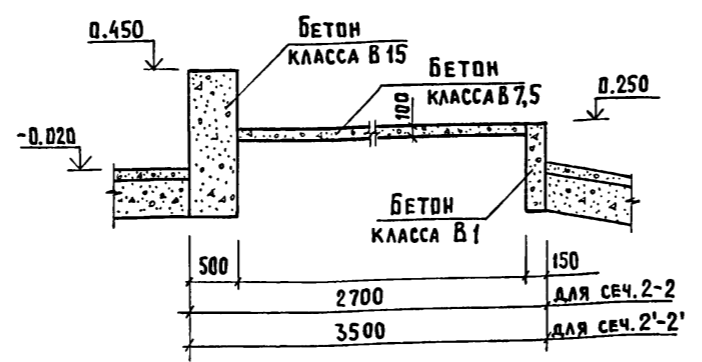 0.450
БЕТОН
КЛАССА В 15
БЕТОН
КЛАССА В 7,5
100
0.250
-0.020
БЕТОН
КЛАССА В1
500
150
2700
ДЛЯ СЕЧ. 2-2
3500
ДЛЯ СЕЧ. 2'-2'